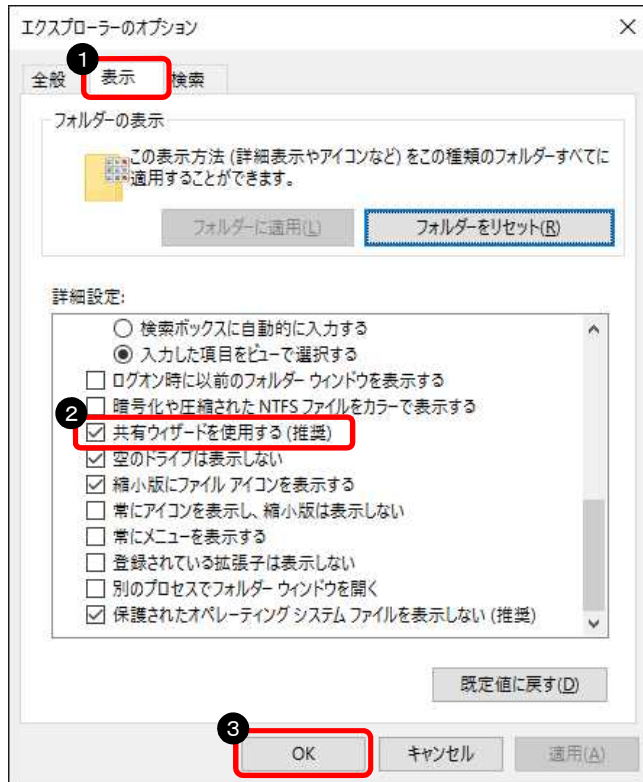 エクスプローラーのオプション
1
全般 表示 検索
フォルダーの表示
この表示方法 (詳細表示やアイコンなど) をこの種類のフォルダーすべてに
適用することができます。
フォルダーに適用(L) フォルダーをリセット(R)
詳細設定:
検索ボックスに自動的に入力する
入力した項目をビューで選択する
ログオン時に以前のフォルダー ウィンドウを表示する
暗号化や圧縮された NTFS ファイルをカラーで表示する
2
共有ウィザードを使用する (推奨)
空のドライブは表示しない
縮小版にファイル アイコンを表示する
常にアイコンを表示し、縮小版は表示しない
常にメニューを表示する
登録されている拡張子は表示しない
別のプロセスでフォルダー ウィンドウを開く
保護されたオペレーティング システム ファイルを表示しない (推奨)
既定値に戻す(D)
3
OK キャンセル 適用(A)